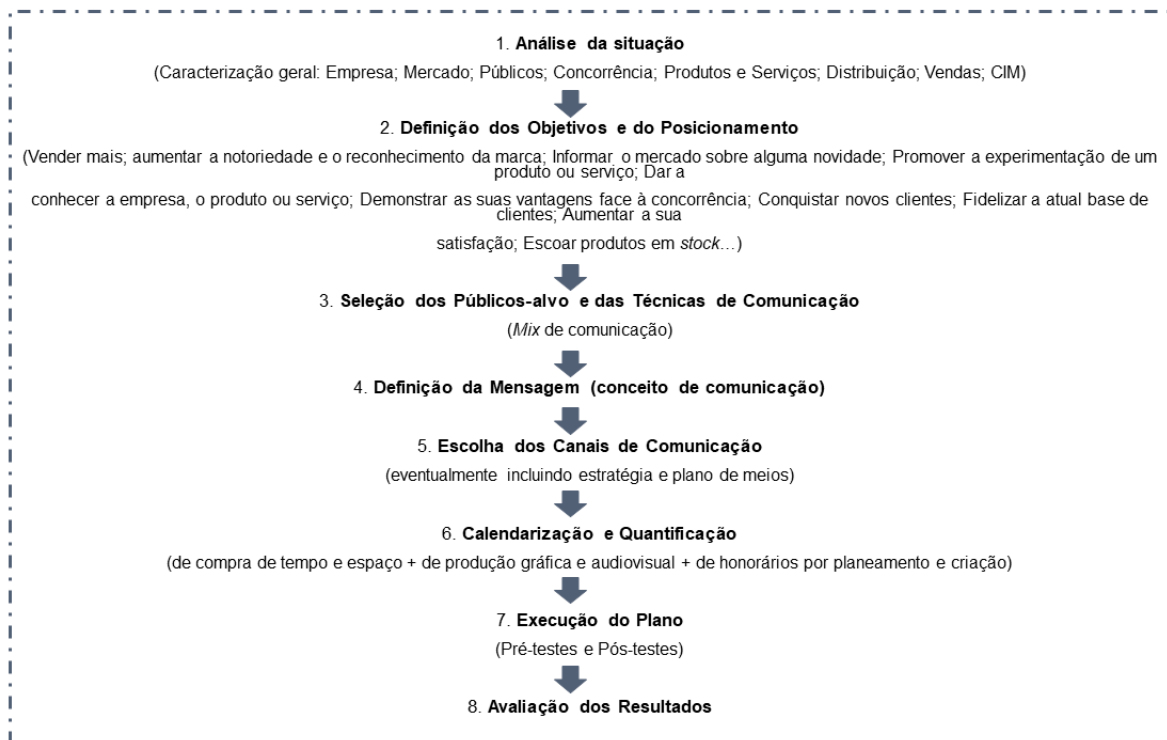 1. Análise da situação
(Caracterização geral: Empresa; Mercado; Públicos; Concorrência; Produtos e Serviços; Distribuição; Vendas; CIM)
2. Definição dos Objetivos e do Posicionamento
(Vender mais; aumentar a notoriedade e o reconhecimento da marca; Informar o mercado sobre alguma novidade; Promover a experimentação de um
produto ou serviço; Dar a
conhecer a empresa, o produto ou serviço; Demonstrar as suas vantagens face à concorrência; Conquistar novos clientes; Fidelizar a atual base de
clientes; Aumentar a sua
satisfação; Escoar produtos em stock...)
3. Seleção dos Públicos-alvo e das Técnicas de Comunicação
(Mix de comunicação)
4. Definição da Mensagem (conceito de comunicação)
5. Escolha dos Canais de Comunicação
(eventualmente incluindo estratégia e plano de meios)
6. Calendarização e Quantificação
(de compra de tempo e espaço + de produção gráfica e audiovisual + de honorários por planeamento e criação)
7. Execução do Plano
(Pré-testes e Pós-testes)
8. Avaliação dos Resultados